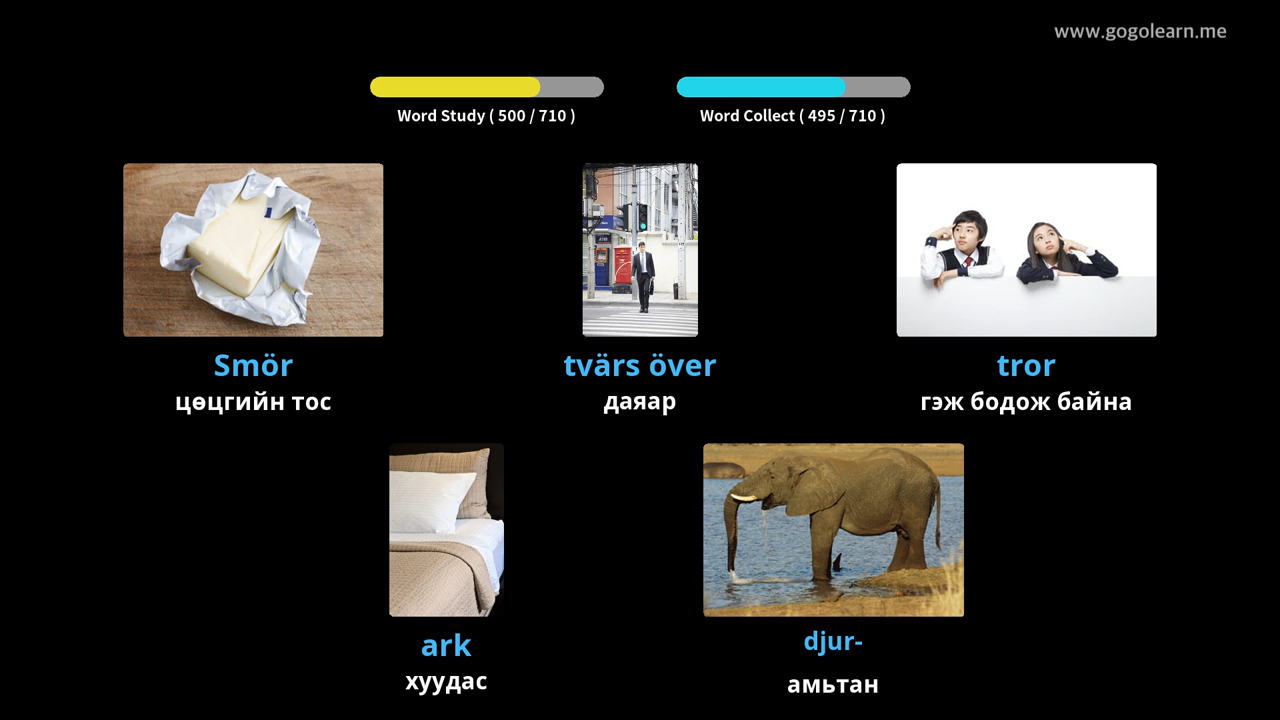 www.gogolearn.me
Word Study ( 500 / 710 )
Word Collect ( 495 / 710 )
Smör
цөцгийн тос
tvärs över
даяар
tror
гэж бодож байна
ark
хуудас
djur-
амьтан